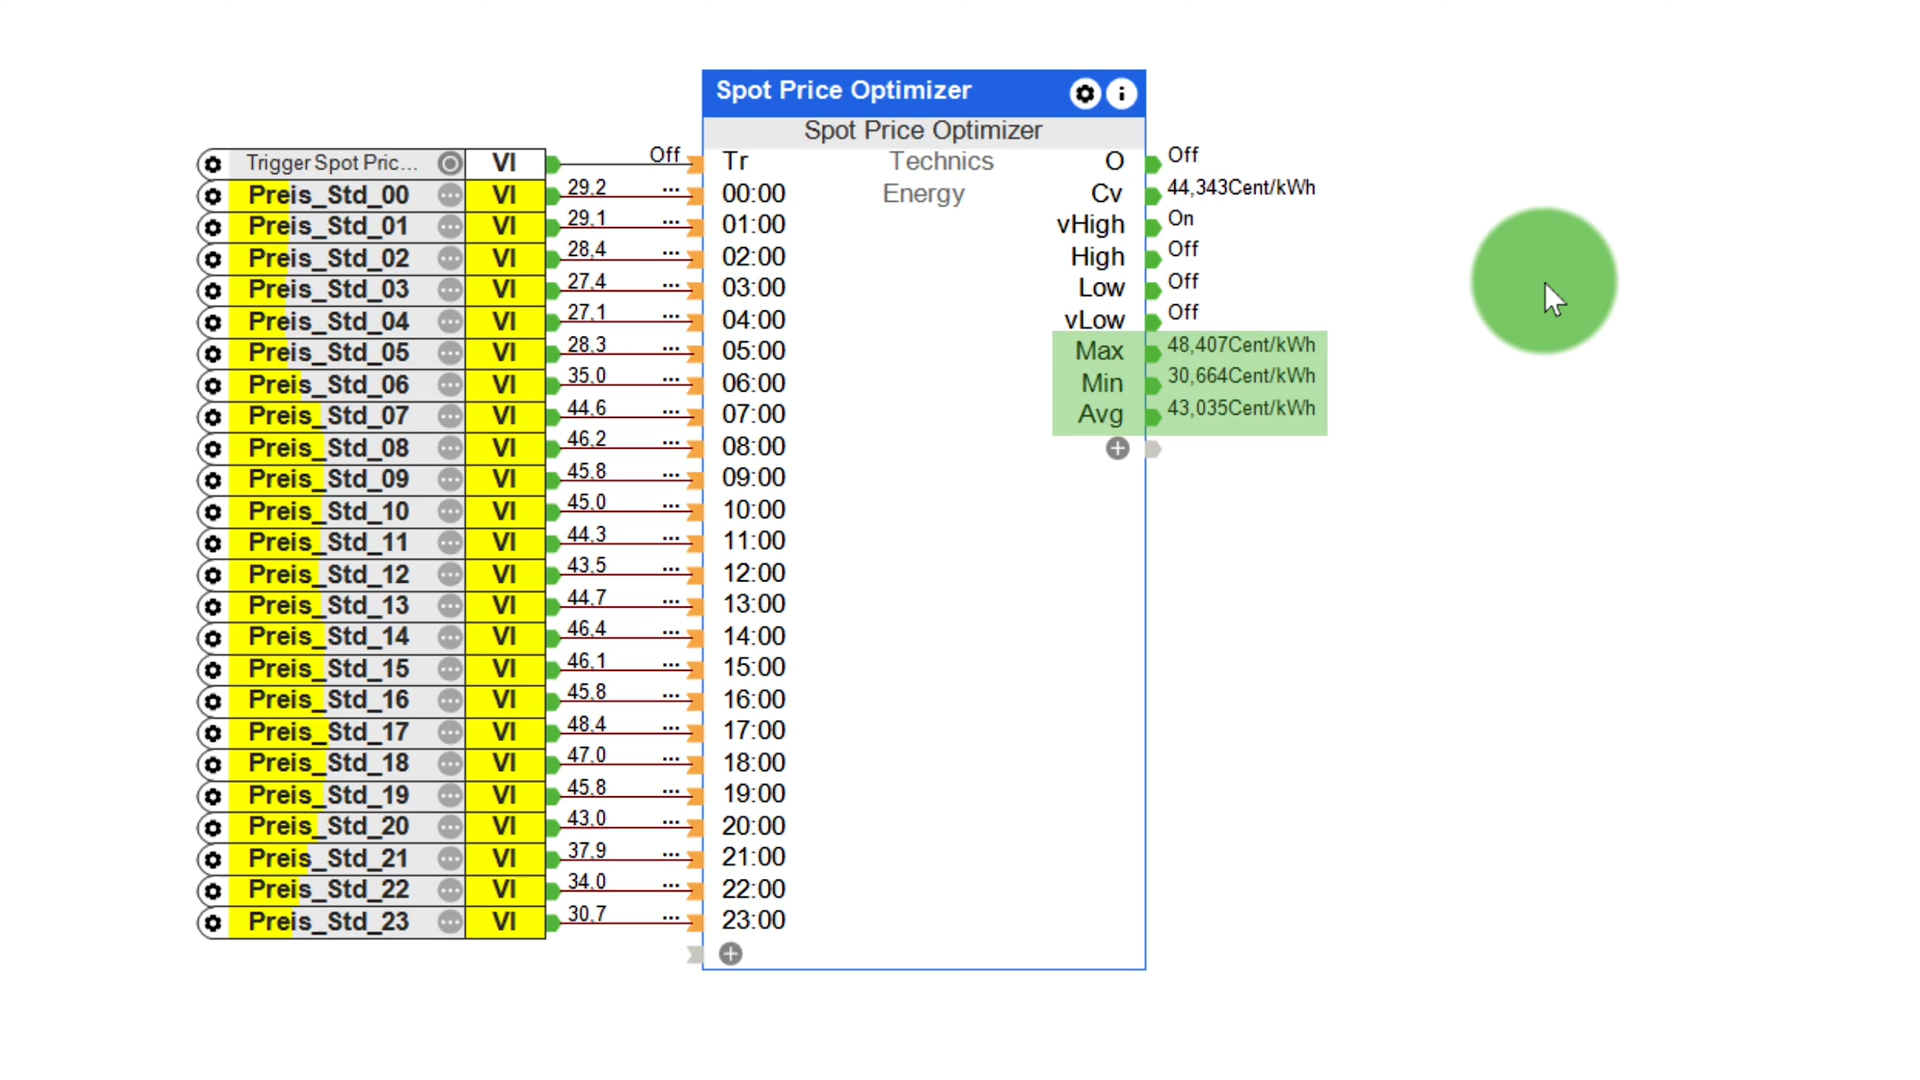 Spot Price Optimizer
Spot Price Optimizer
Trigger Spot Pric... VI Off Tr Technics O Off
Preis_Std_00 VI 29,2 ... 00:00 Energy Cv 44,343Cent/kWh
Preis_Std_01 VI 29,1 ... 01:00 vHigh On
Preis_Std_02 VI 28,4 ... 02:00 High Off
Preis_Std_03 VI 27,4 ... 03:00 Low Off
Preis_Std_04 VI 27,1 ... 04:00 vLow Off
Preis_Std_05 VI 28,3 ... 05:00 Max 48,407Cent/kWh
Preis_Std_06 VI 35,0 ... 06:00 Min 30,664Cent/kWh
Preis_Std_07 VI 44,6 ... 07:00 Avg 43,035Cent/kWh
Preis_Std_08 VI 46,2 ... 08:00
Preis_Std_09 VI 45,8 ... 09:00
Preis_Std_10 VI 45,0 ... 10:00
Preis_Std_11 VI 44,3 ... 11:00
Preis_Std_12 VI 43,5 ... 12:00
Preis_Std_13 VI 44,7 ... 13:00
Preis_Std_14 VI 46,4 ... 14:00
Preis_Std_15 VI 46,1 ... 15:00
Preis_Std_16 VI 45,8 ... 16:00
Preis_Std_17 VI 48,4 ... 17:00
Preis_Std_18 VI 47,0 ... 18:00
Preis_Std_19 VI 45,8 ... 19:00
Preis_Std_20 VI 43,0 ... 20:00
Preis_Std_21 VI 37,9 ... 21:00
Preis_Std_22 VI 34,0 ... 22:00
Preis_Std_23 VI 30,7 ... 23:00